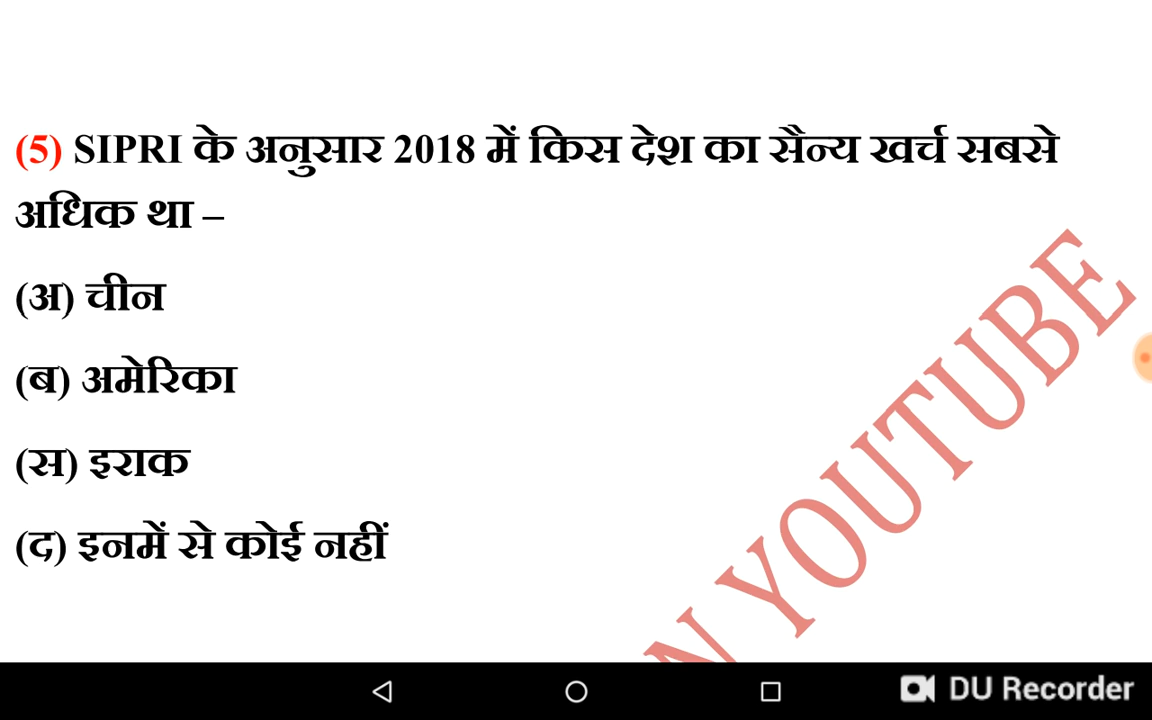 (5) SIPRI के अनुसार 2018 में किस देश का सैन्य खर्च सबसे
अधिक था –
(अ) चीन
(ब) अमेरिका
(स) इराक
(द) इनमें से कोई नहीं
YOUTUBE
DU Recorder